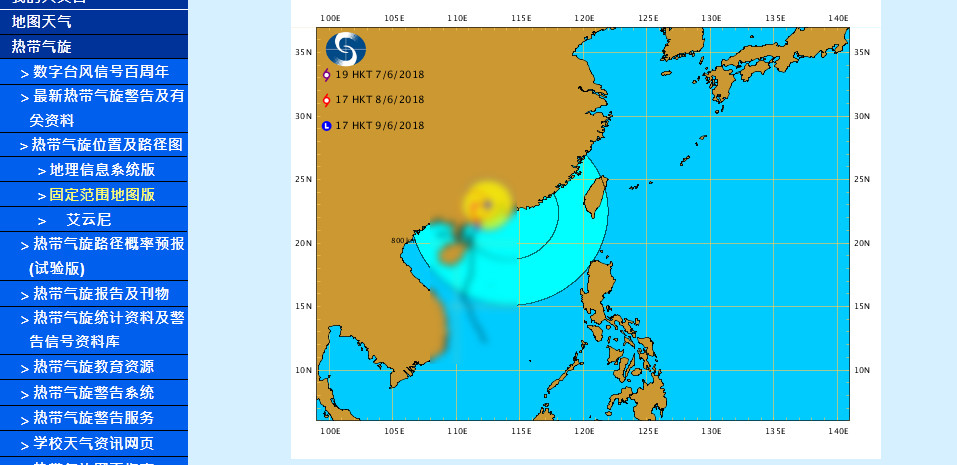 地图天气
热带气旋
> 数字台风信号百周年
> 最新热带气旋警告及有
关资料
> 热带气旋位置及路径图
> 地理信息系统版
> 固定范围地图版
> 艾云尼
> 热带气旋路径概率预报
(试验版)
> 热带气旋报告及刊物
> 热带气旋统计资料及警
告信号资料库
> 热带气旋教育资源
> 热带气旋警告系统
> 热带气旋警告服务
> 学校天气资讯网页
100E 105E 110E 115E 120E 125E 130E 135E 140E
35N 35N
19 HKT 7/6/2018
17 HKT 8/6/2018
30N 30N
L 17 HKT 9/6/2018
25N 25N
800
20N 20N
15N 15N
10N 10N
100E 105E 110E 115E 120E 125E 130E 135E 140E